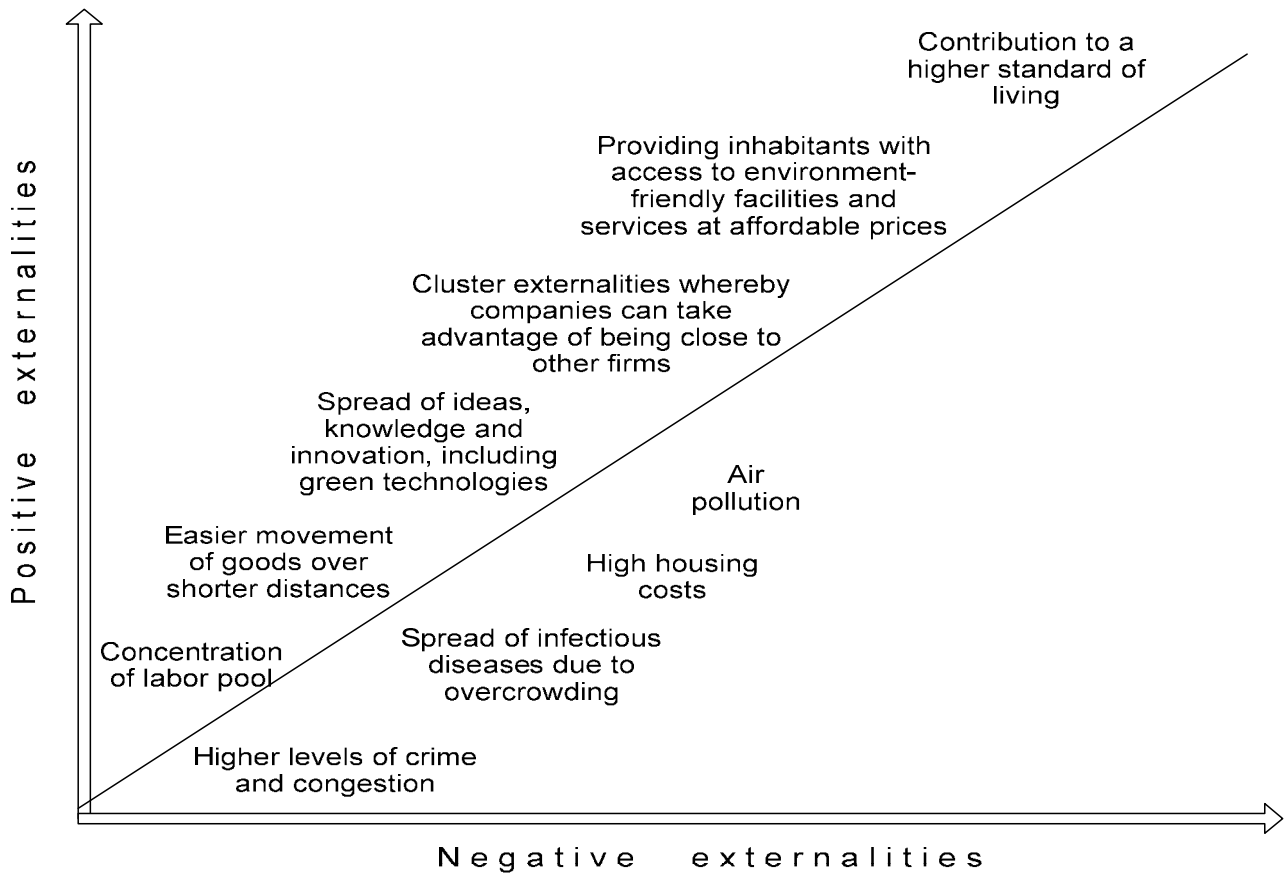 Contribution to a
higher standard of
living
Providing inhabitants with
access to environment-
friendly facilities and
services at affordable prices
Cluster externalities whereby
companies can take
advantage of being close to
other firms
Spread of ideas,
knowledge and
innovation, including
green technologies
Easier movement
of goods over
shorter distances
Concentration
of labor pool
Air
pollution
High housing
costs
Spread of infectious
diseases due to
overcrowding
Higher levels of crime
and congestion
Positive externalities
Negative externalities